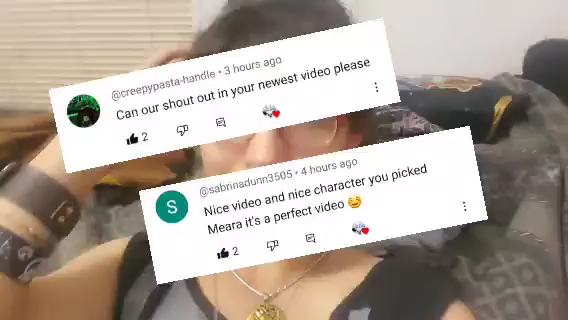 @creepypasta-handle • 3 hours ago
Can our shout out in your newest video please
2
S
@sabrinadunn3505 • 4 hours ago
Nice video and nice character you picked
Meara it's a perfect video ☺️
2